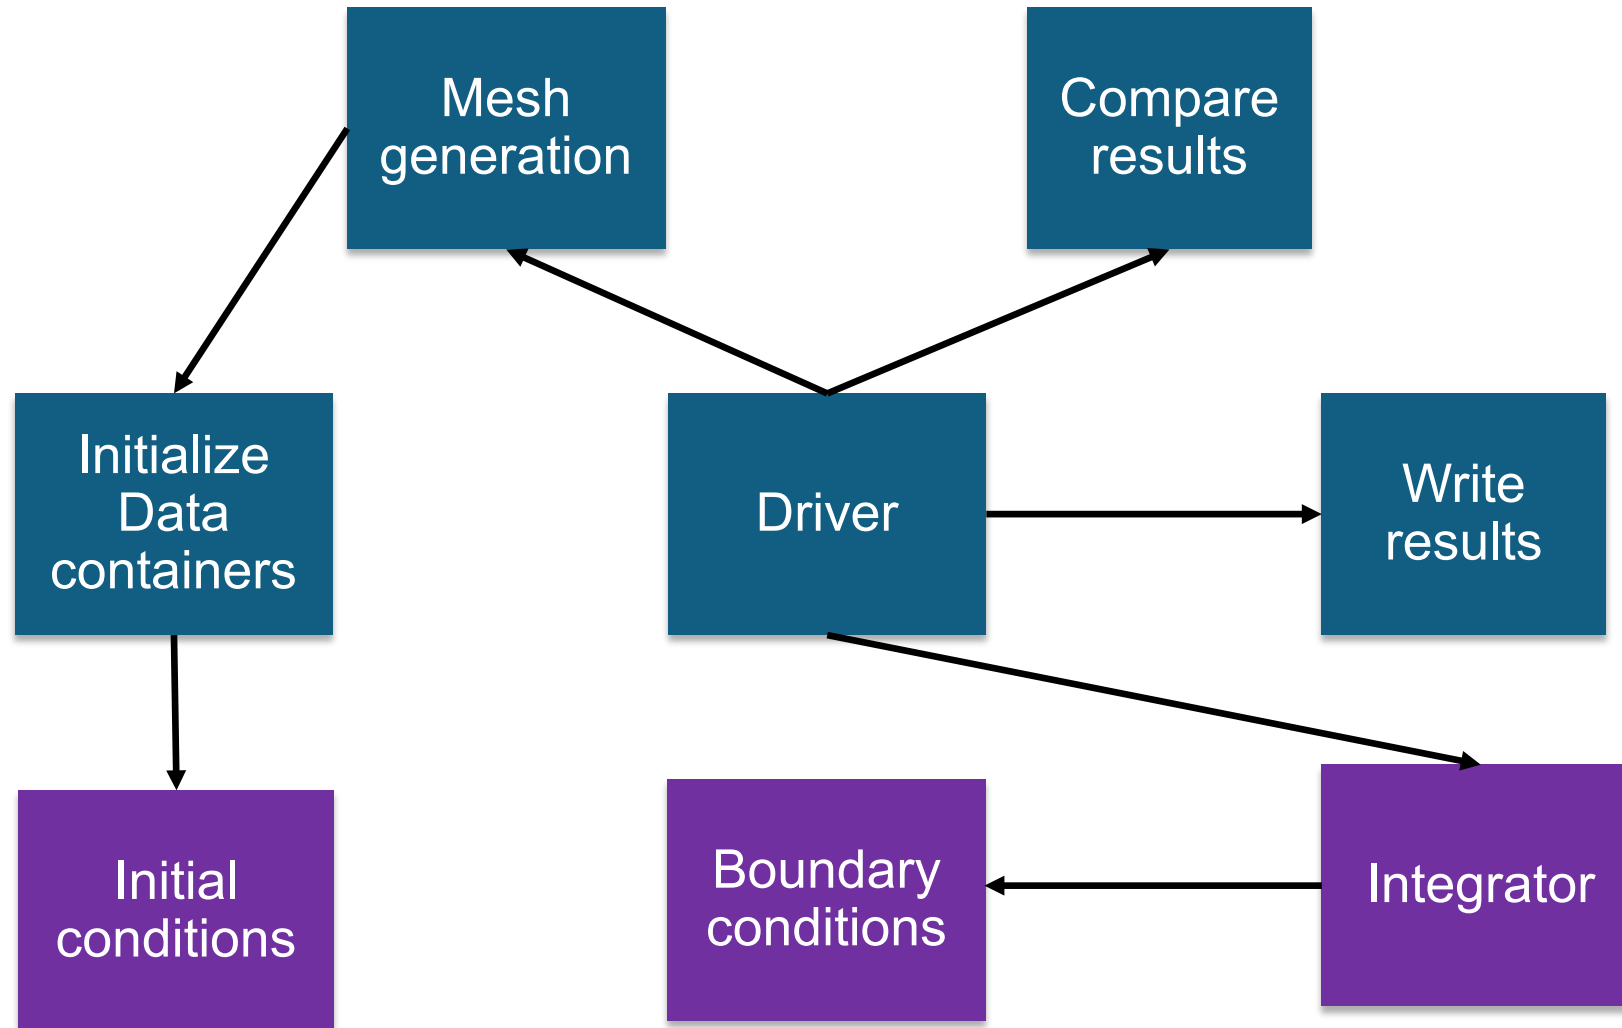 Mesh
generation
Compare
results
Initialize
Data
containers
Driver
Write
results
Initial
conditions
Boundary
conditions
Integrator